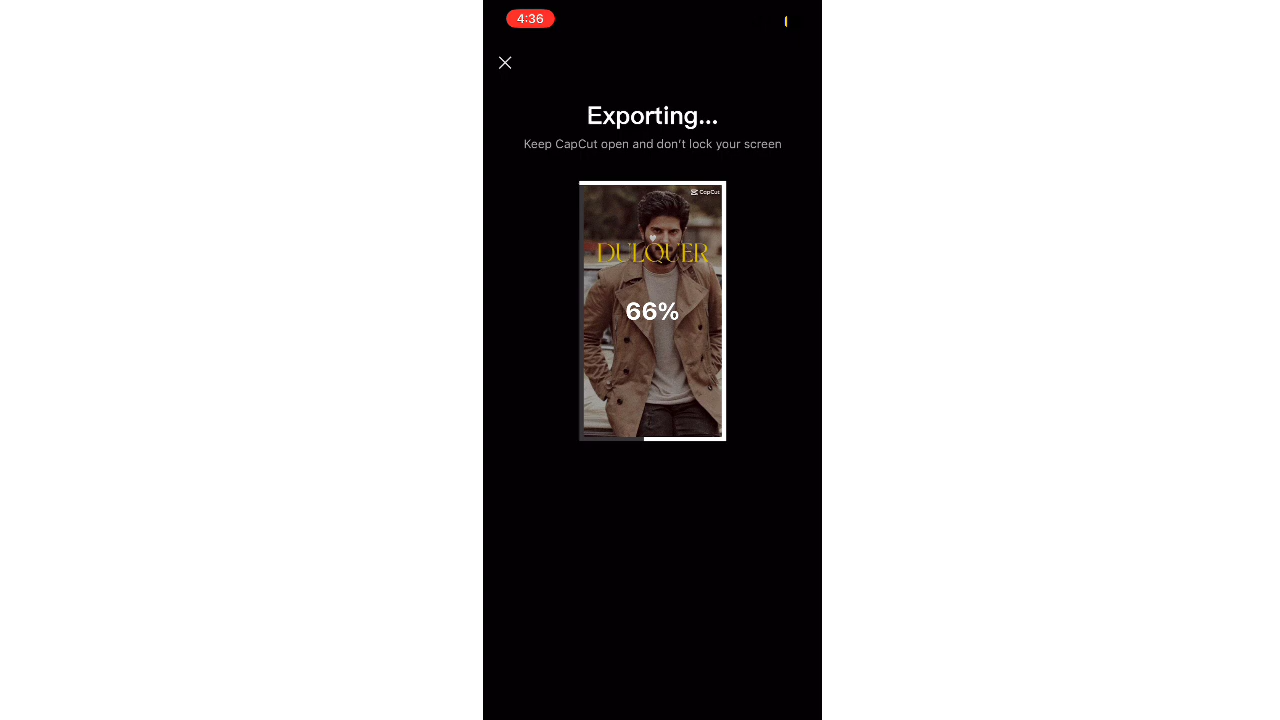 4:36
Exporting...
Keep CapCut open and don't lock your screen
CapCut
DULQUER
66%